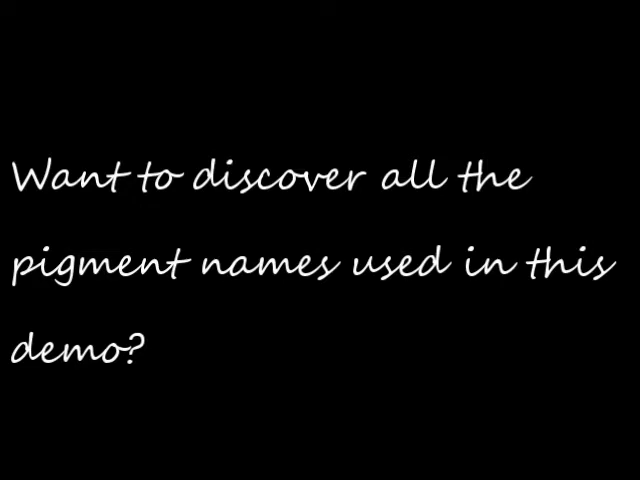 Want to discover all the
pigment names used in this
demo?